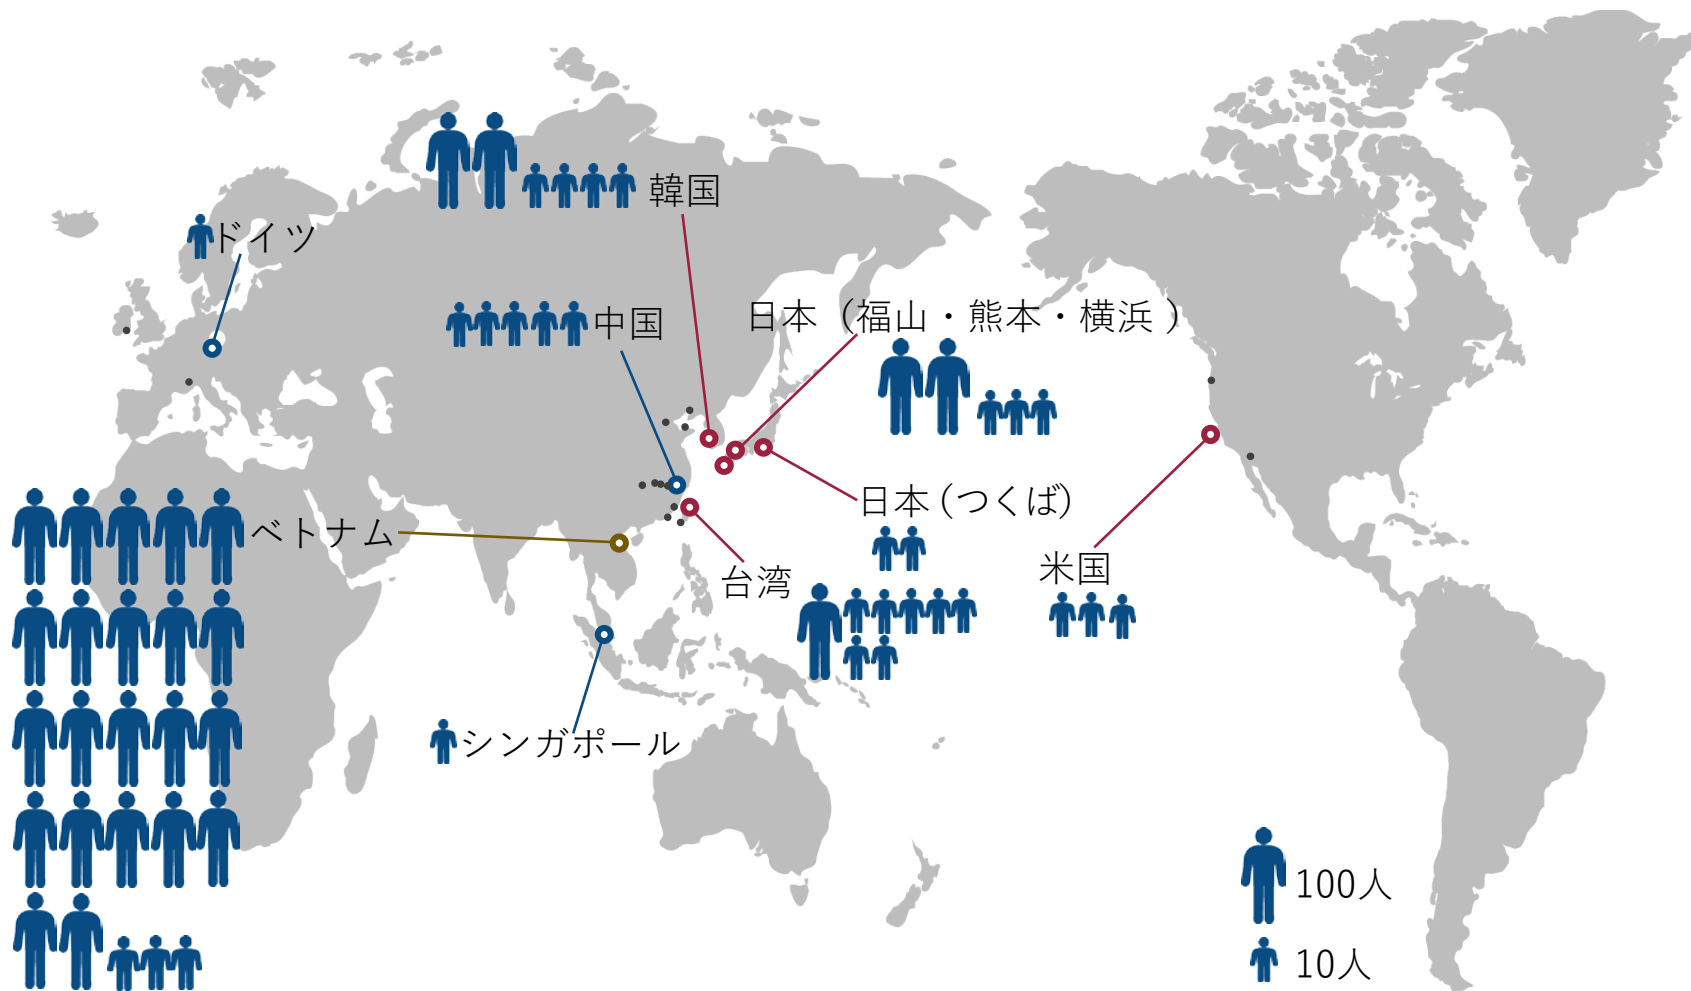 韓国
ドイツ
中国
日本（福山・熊本・横浜 ）
日本 (つくば)
ベトナム
台湾
米国
シンガポール
100人
10人